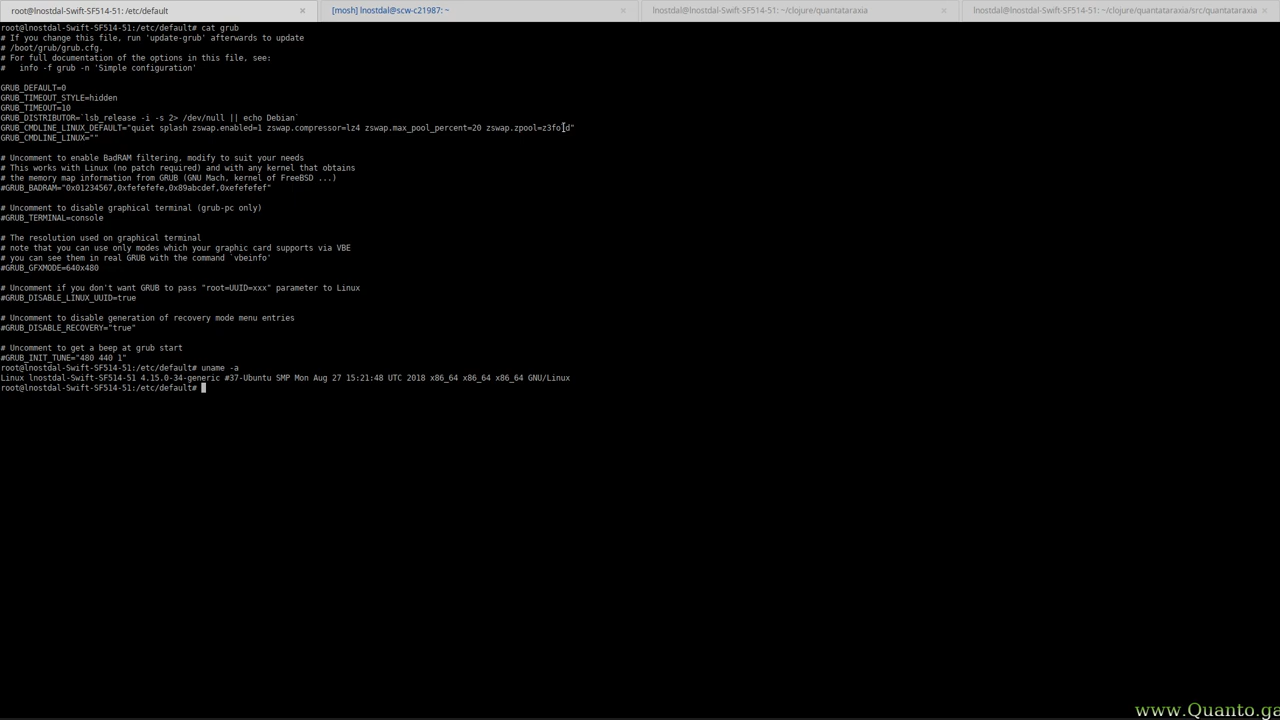 root@lnostdal-Swift-SF514-51: /etc/default
[mosh] lnostdal@scw-c21987: ~
lnostdal@lnostdal-Swift-SF514-51: ~/clojure/quantataraxia
lnostdal@lnostdal-Swift-SF514-51: ~/clojure/quantataraxia/src/quantataraxia
root@lnostdal-Swift-SF514-51:/etc/default# cat grub
# If you change this file, run 'update-grub' afterwards to update
# /boot/grub/grub.cfg.
# For full documentation of the options in this file, see:
#   info -f grub -n 'Simple configuration'
GRUB_DEFAULT=0
GRUB_TIMEOUT_STYLE=hidden
GRUB_TIMEOUT=10
GRUB_DISTRIBUTOR=`lsb_release -i -s 2> /dev/null || echo Debian`
GRUB_CMDLINE_LINUX_DEFAULT="quiet splash zswap.enabled=1 zswap.compressor=lz4 zswap.max_pool_percent=20 zswap.zpool=z3fold"
GRUB_CMDLINE_LINUX=""
# Uncomment to enable BadRAM filtering, modify to suit your needs
# This works with Linux (no patch required) and with any kernel that obtains
# the memory map information from GRUB (GNU Mach, kernel of FreeBSD ...)
#GRUB_BADRAM="0x01234567,0xfefefefe,0x89abcdef,0xefefefef"
# Uncomment to disable graphical terminal (grub-pc only)
#GRUB_TERMINAL=console
# The resolution used on graphical terminal
# note that you can use only modes which your graphic card supports via VBE
# you can see them in real GRUB with the command `vbeinfo'
#GRUB_GFXMODE=640x480
# Uncomment if you don't want GRUB to pass "root=UUID=xxx" parameter to Linux
#GRUB_DISABLE_LINUX_UUID=true
# Uncomment to disable generation of recovery mode menu entries
#GRUB_DISABLE_RECOVERY="true"
# Uncomment to get a beep at grub start
#GRUB_INIT_TUNE="480 440 1"
root@lnostdal-Swift-SF514-51:/etc/default# uname -a
Linux lnostdal-Swift-SF514-51 4.15.0-34-generic #37-Ubuntu SMP Mon Aug 27 15:21:48 UTC 2018 x86_64 x86_64 x86_64 GNU/Linux
root@lnostdal-Swift-SF514-51:/etc/default#
www.Quanto.ga